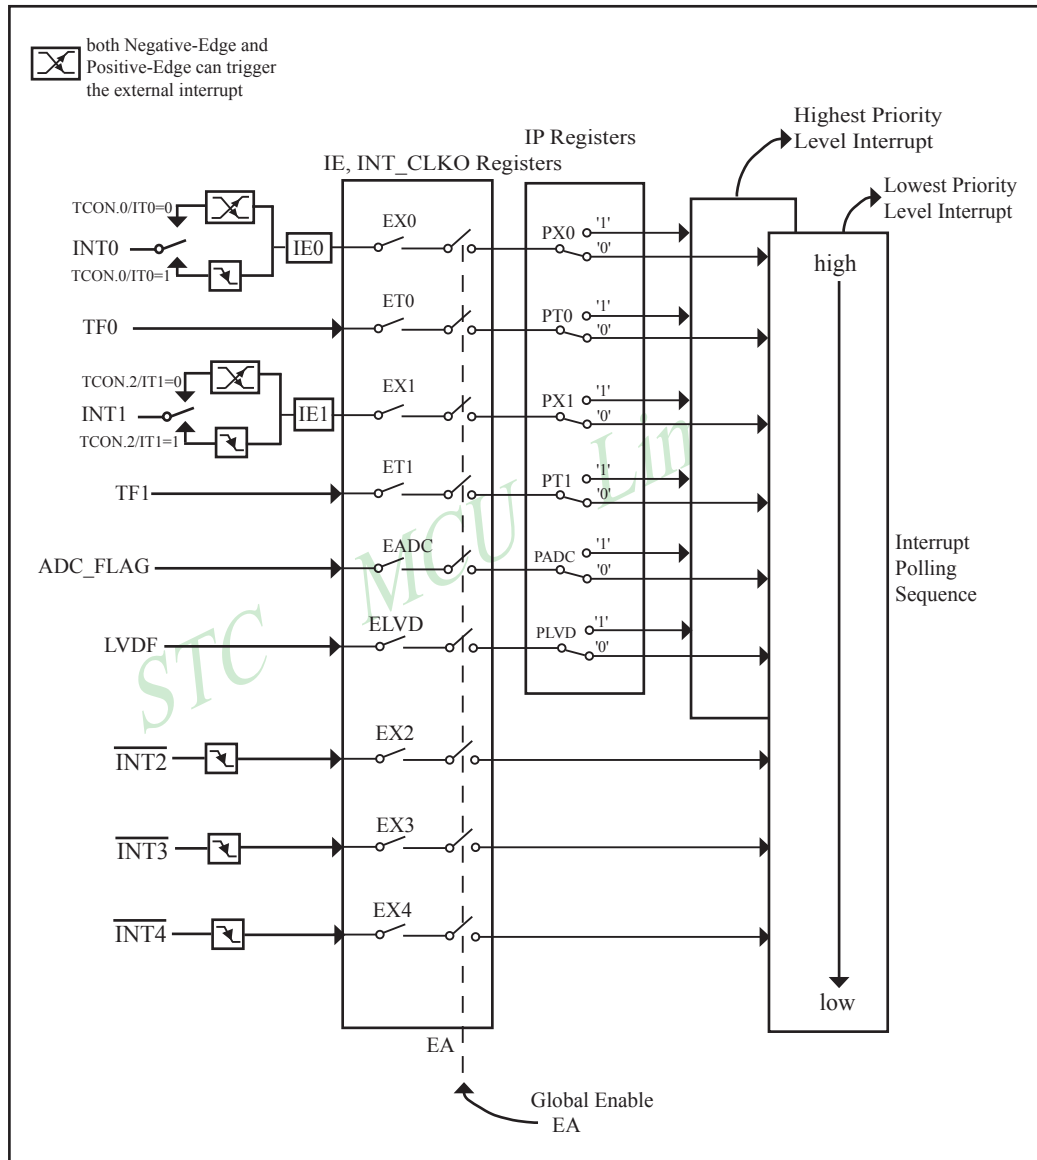 both Negative-Edge and
Positive-Edge can trigger
the external interrupt
Highest Priority
Level Interrupt
IP Registers
IE, INT_CLKO Registers
Lowest Priority
Level Interrupt
TCON.0/IT0=0
INT0
TCON.0/IT0=1
IE0
EX0
PX0
'1'
'0'
high
TF0
ET0
PT0
'1'
'0'
TCON.2/IT1=0
INT1
TCON.2/IT1=1
IE1
EX1
PX1
'1'
'0'
TF1
ET1
PT1
'1'
'0'
ADC_FLAG
EADC
PADC
'1'
'0'
Interrupt
Polling
Sequence
LVDF
ELVD
PLVD
'1'
'0'
STC MCU Lin
INT2
EX2
INT3
EX3
INT4
EX4
low
EA
Global Enable
EA